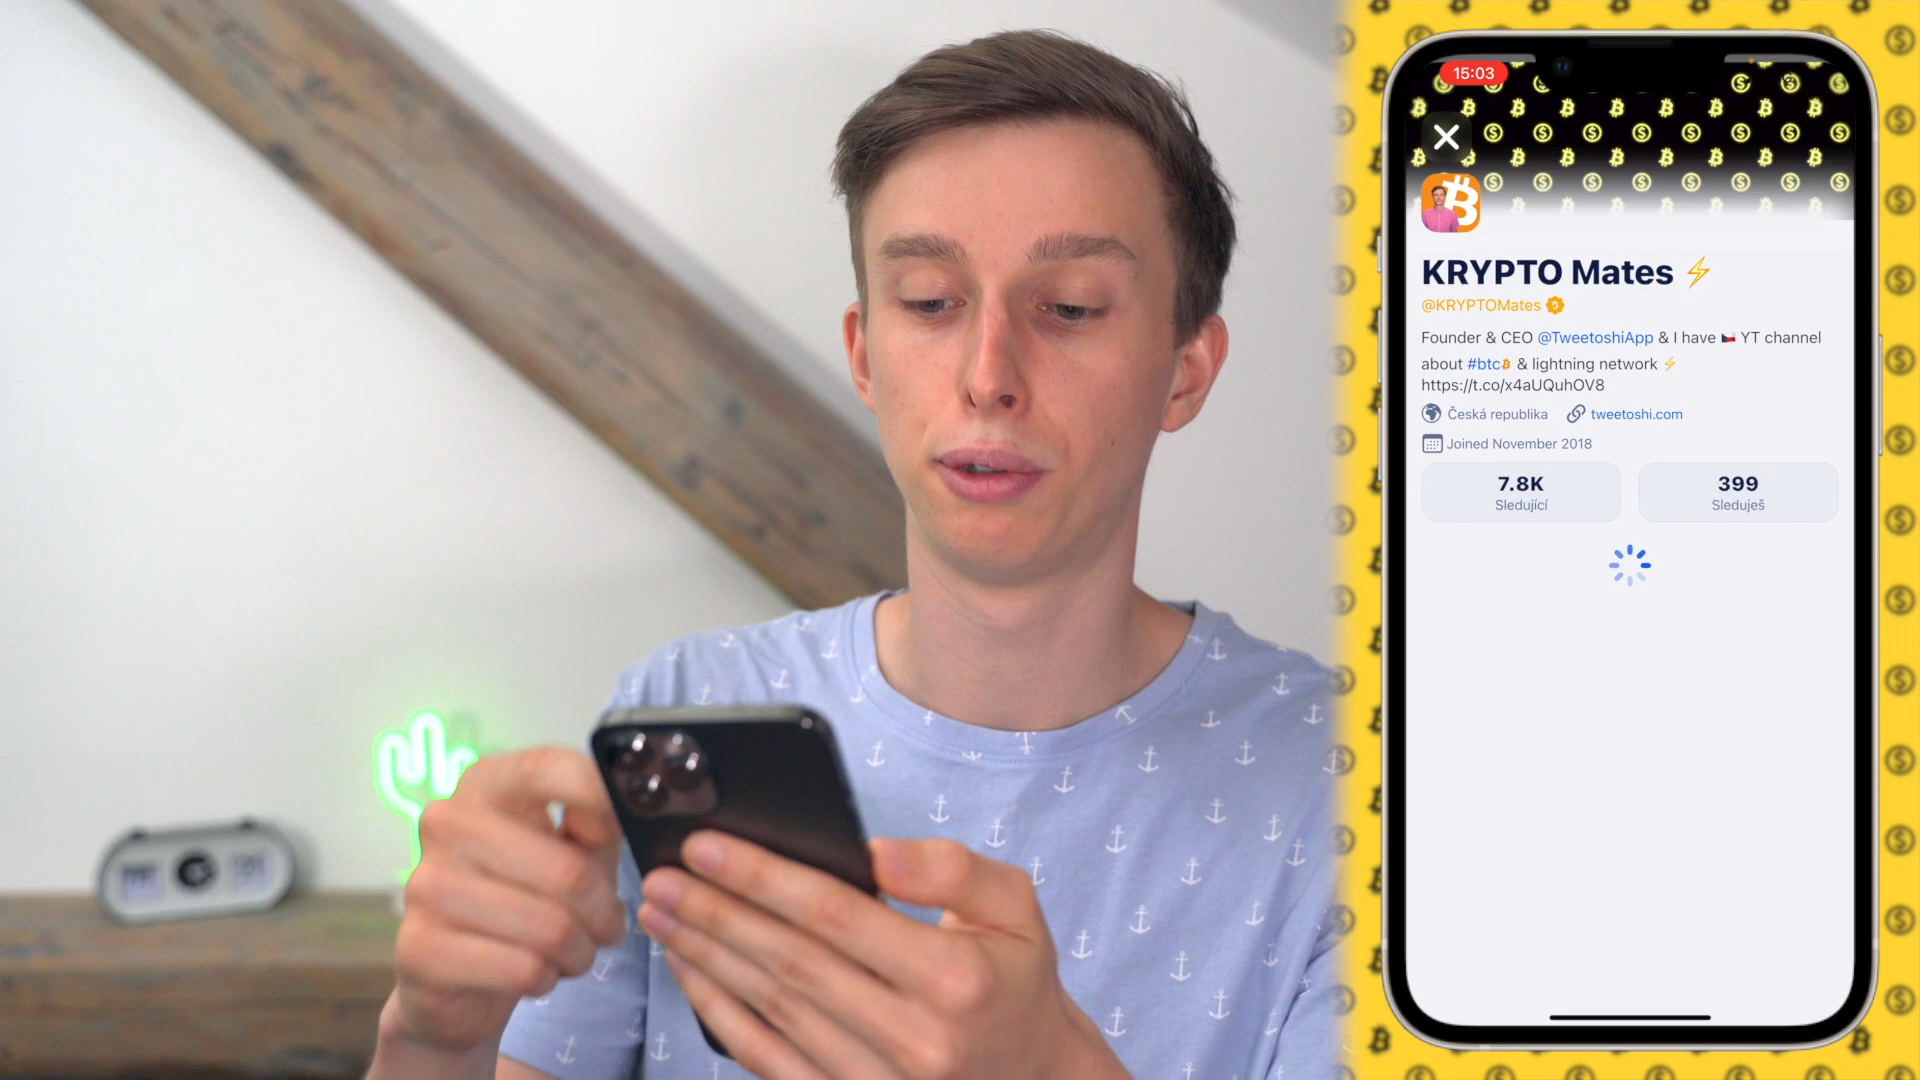 15:03
KRYPTO Mates ⚡
@KRYPTOMates
Founder & CEO @TweetoshiApp & I have 🇨🇿 YT channel
about #btc & lightning network ⚡
https://t.co/x4aUQuhOV8
Česká republika tweetoshi.com
Joined November 2018
7.8K 399
Sledující Sleduješ